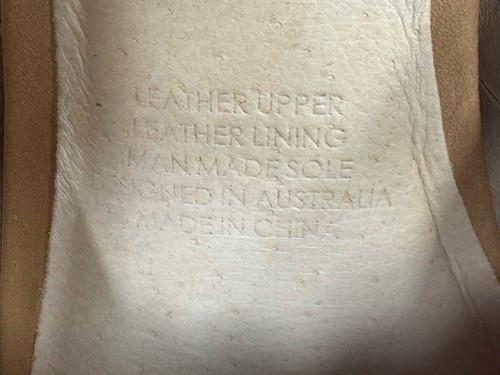 LEATHER UPPER
LEATHER LINING
MAN MADE SOLE
DESIGNED IN AUSTRALIA
MADE IN CHINA